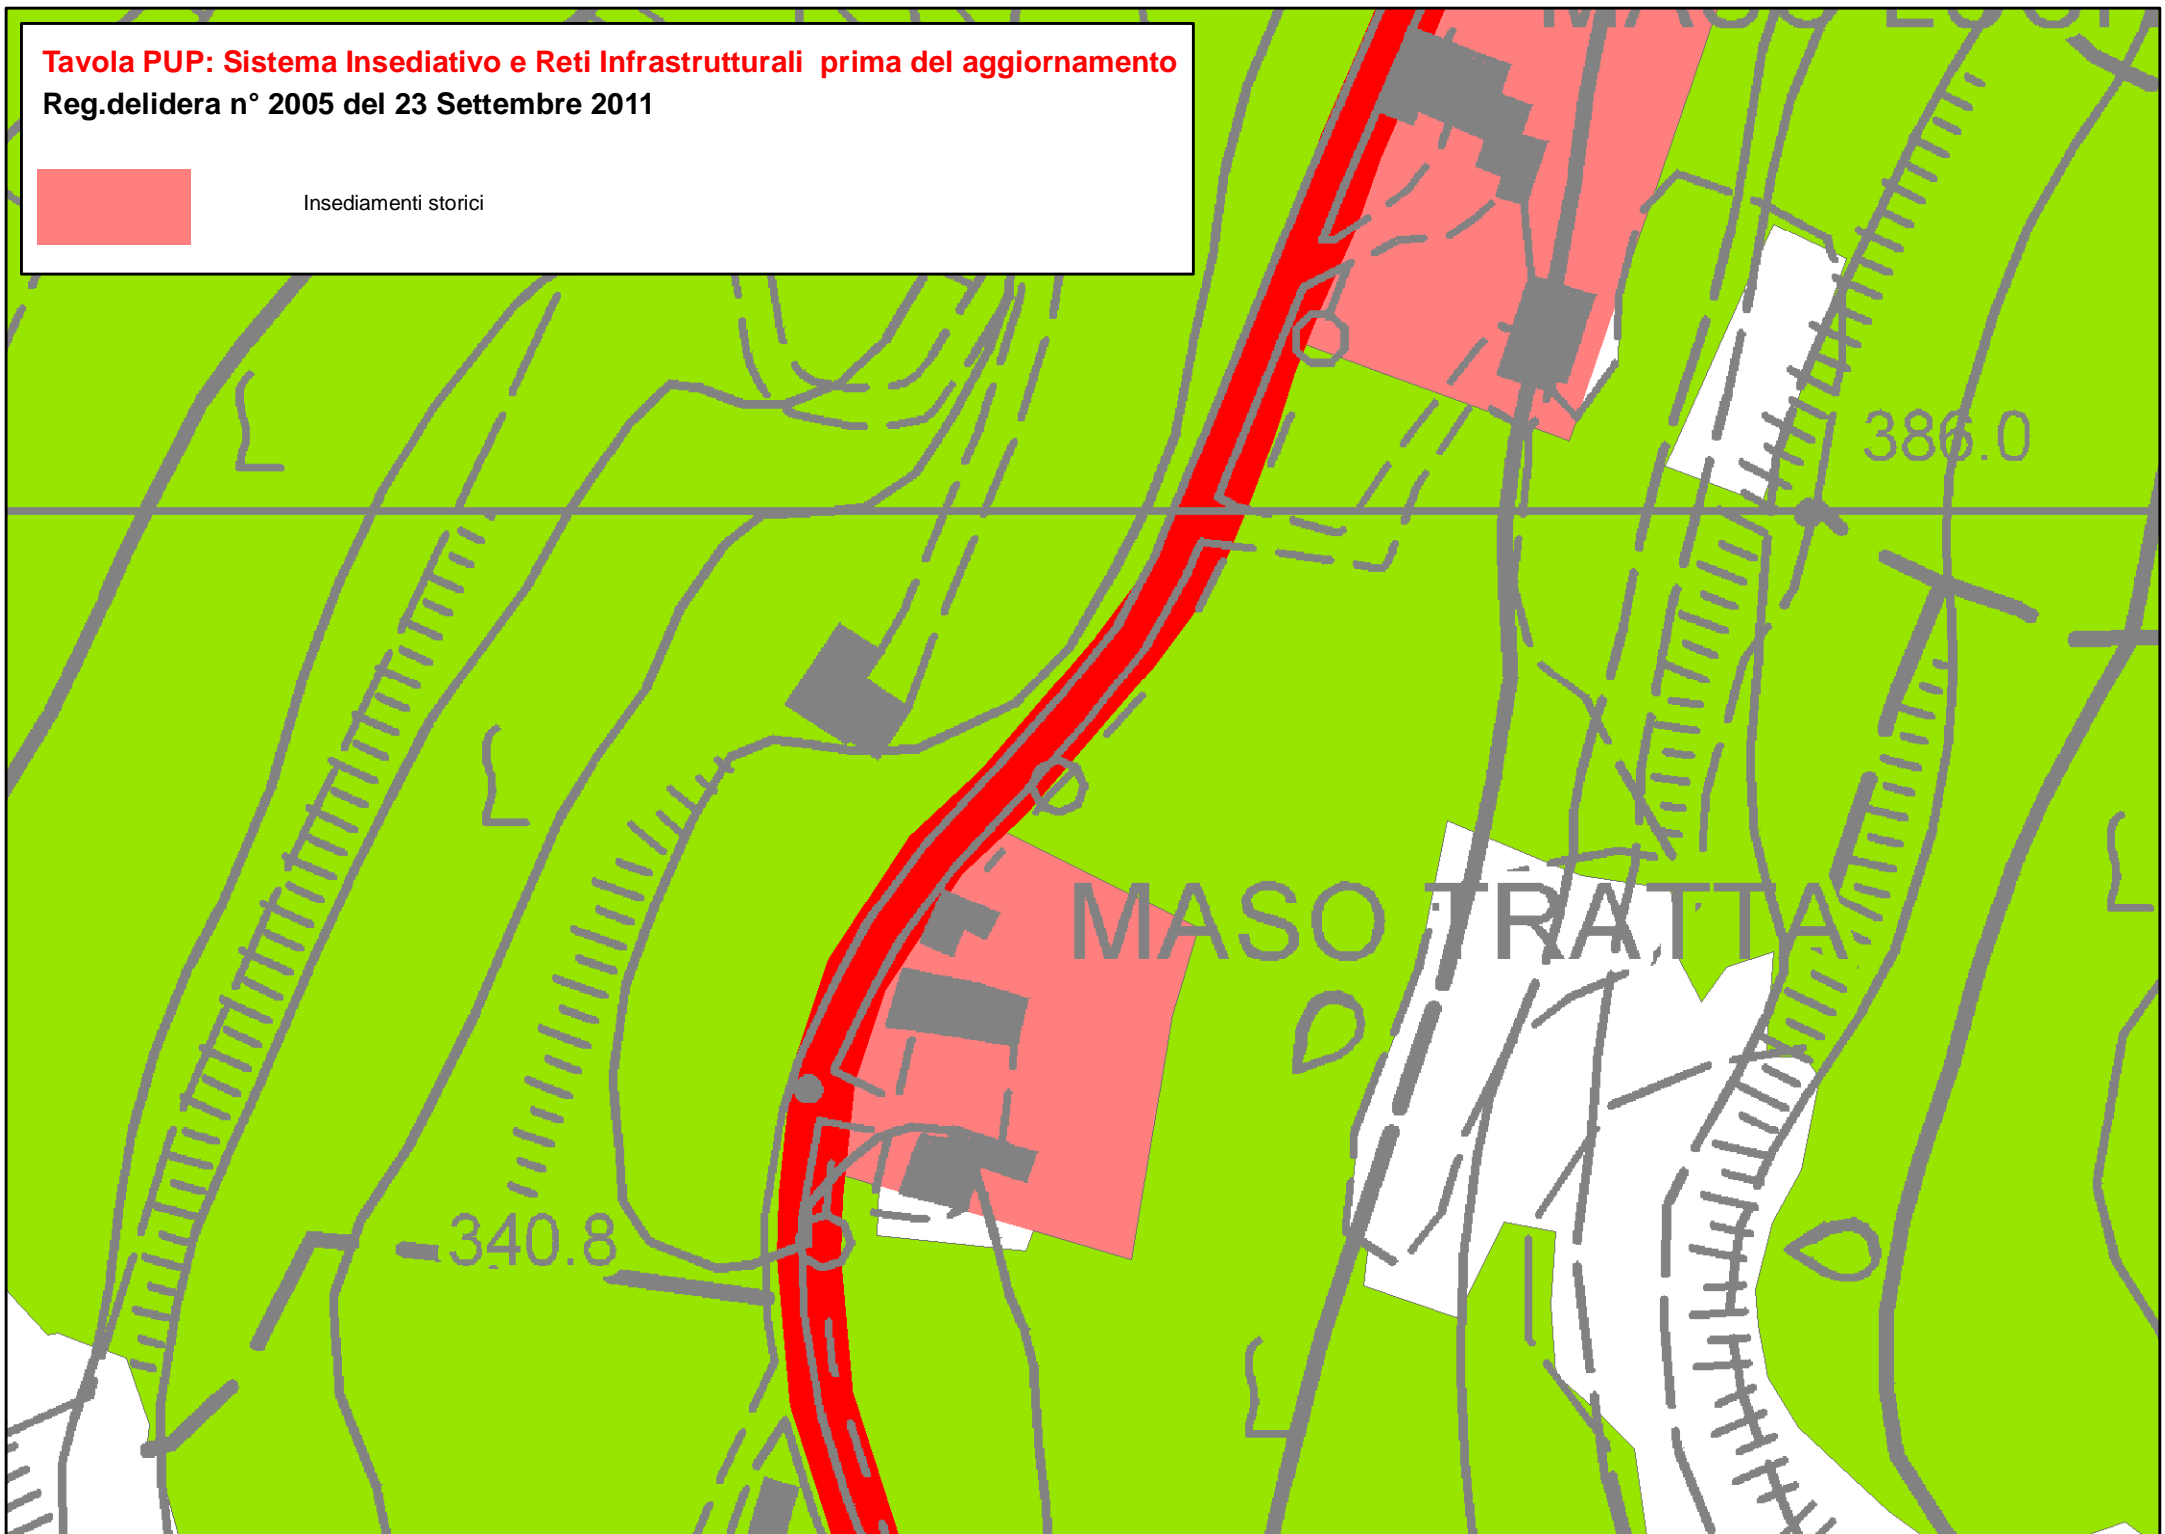 Tavola PUP: Sistema Insediativo e Reti Infrastrutturali prima del aggiornamento
Reg.delidera n° 2005 del 23 Settembre 2011
Insediamenti storici
MASO
386.0
MASO TRATTA
340.8